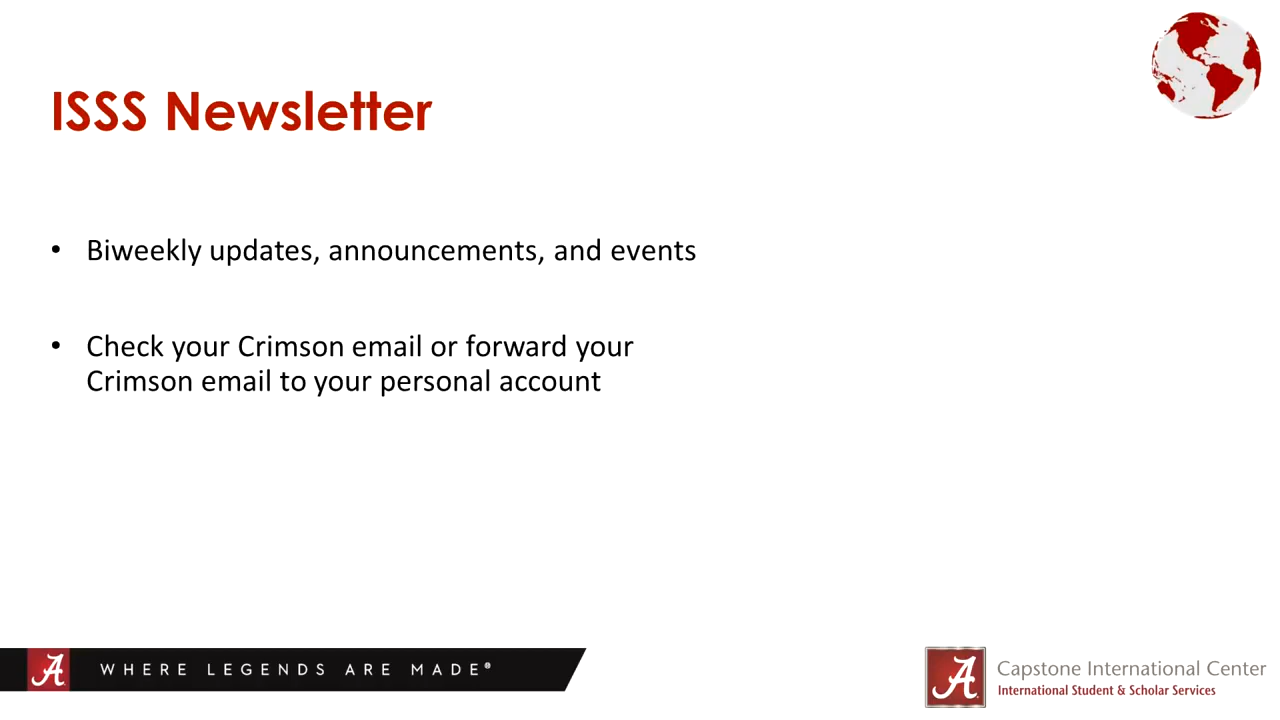 ISSS Newsletter
• Biweekly updates, announcements, and events
• Check your Crimson email or forward your
Crimson email to your personal account
A WHERE LEGENDS ARE MADE®
A Capstone International Center
International Student & Scholar Services